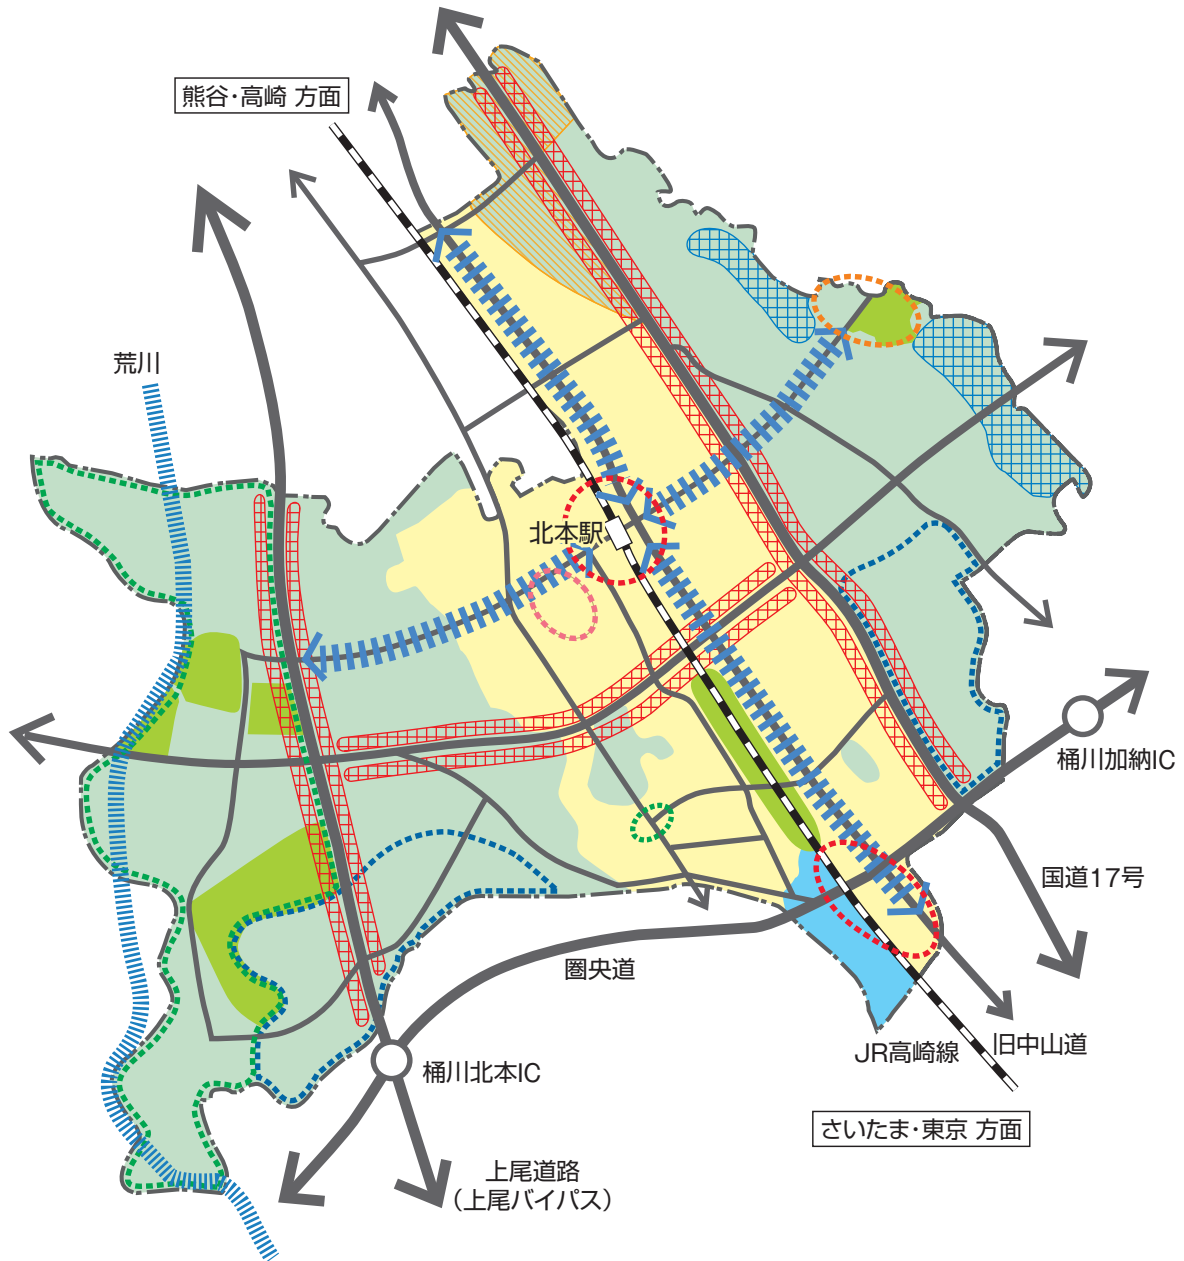 熊谷・高崎 方面
荒川
北本駅
桶川加納IC
国道17号
圏央道
JR高崎線
旧中山道
桶川北本IC
さいたま・東京 方面
上尾道路
（上尾バイパス）